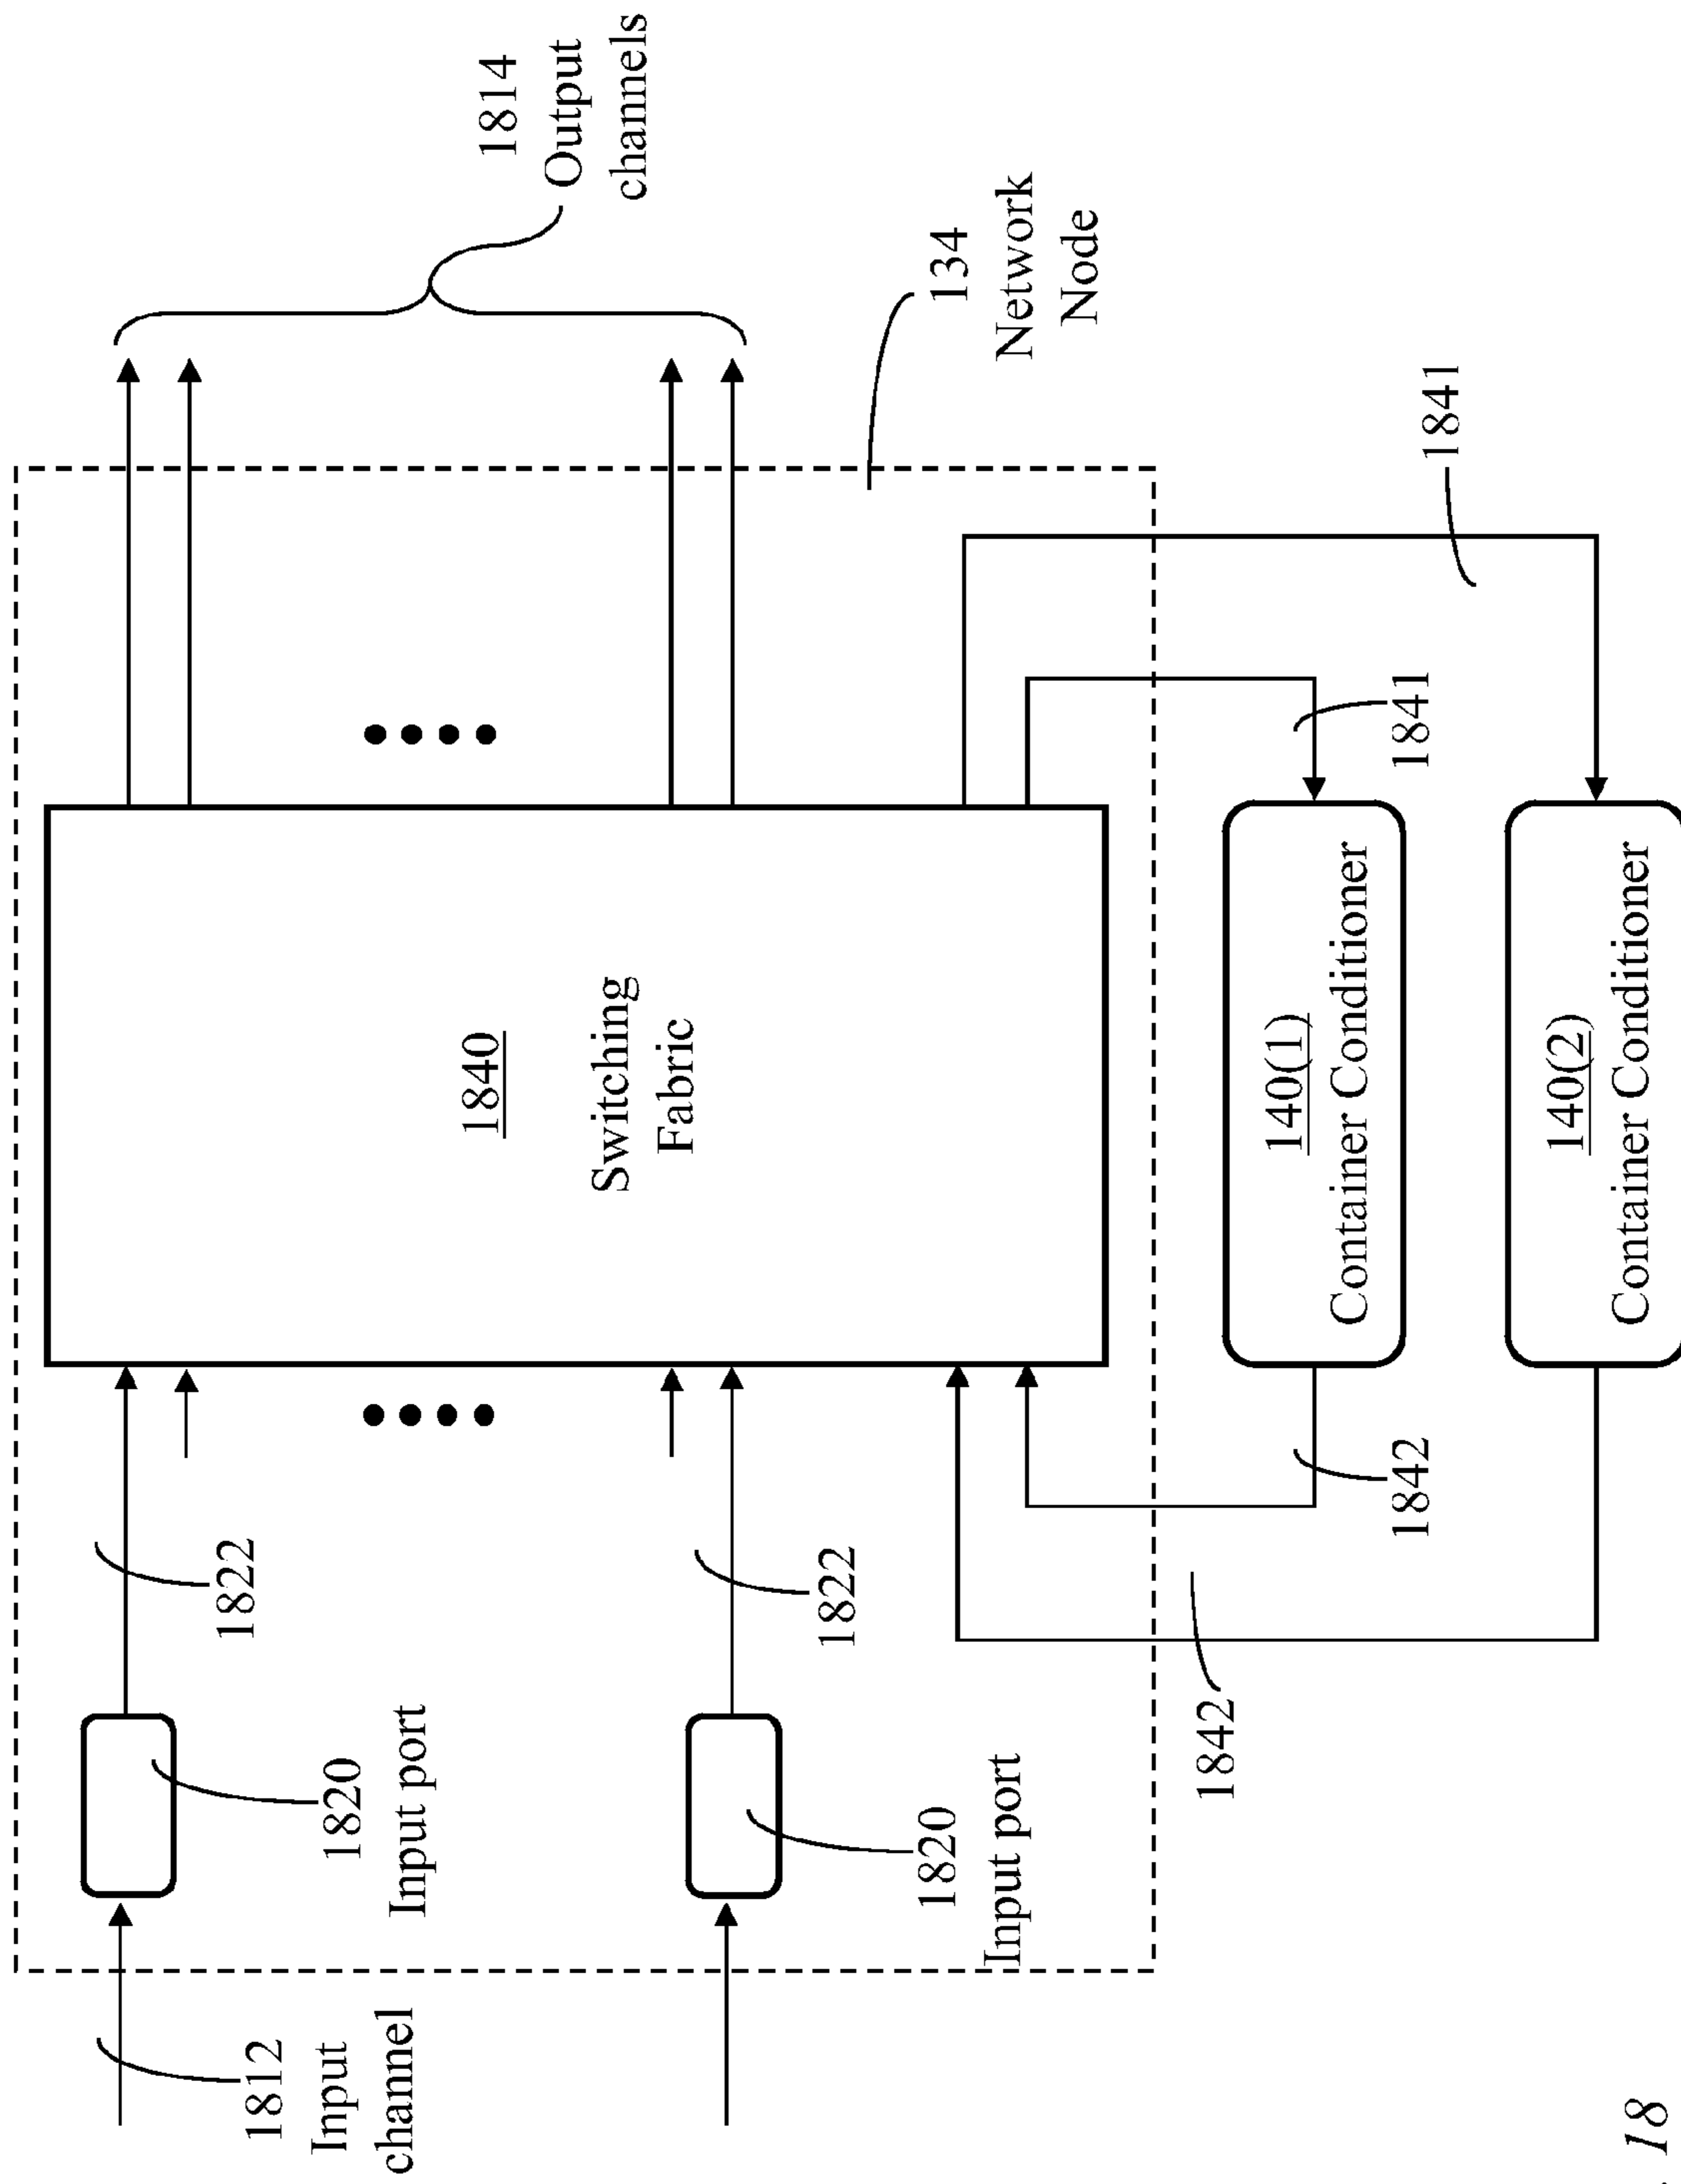 1812
Input
channel
1820
Input port
1822
1820
Input port
1822
1840
Switching
Fabric
1814
Output
channels
134
Network
Node
1842
1842
140(1)
Container Conditioner
1841
1841
140(2)
Container Conditioner
18